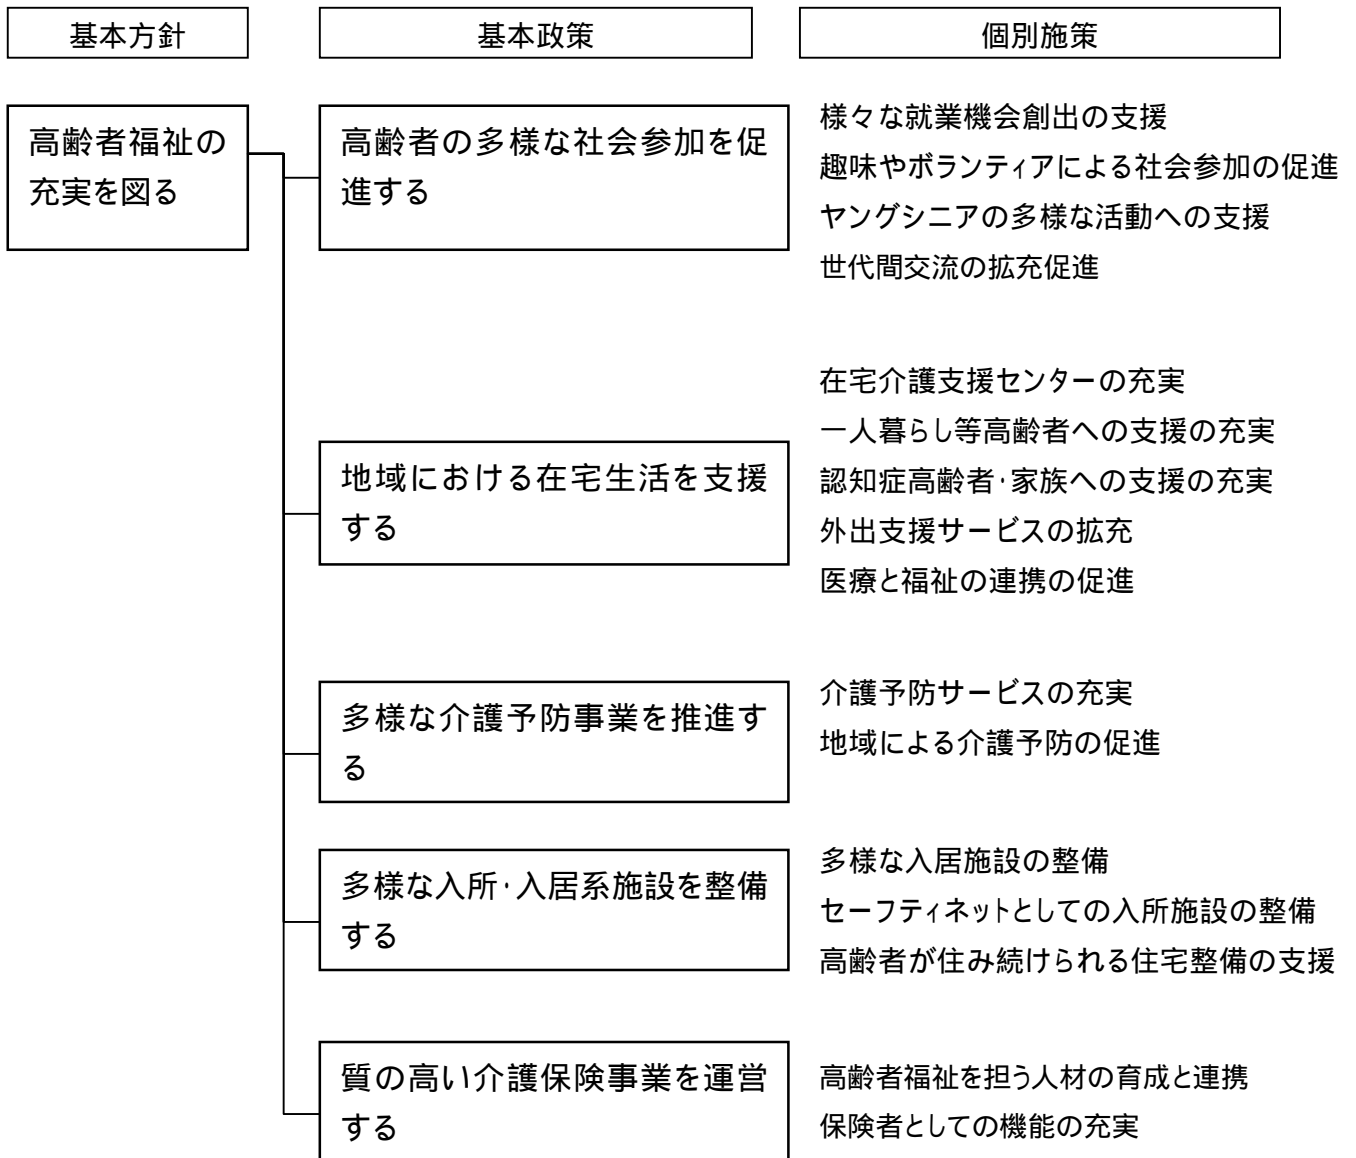 基本方針
基本政策
個別施策
高齢者福祉の
充実を図る
高齢者の多様な社会参加を促
進する
様々な就業機会創出の支援
趣味やボランティアによる社会参加の促進
ヤングシニアの多様な活動への支援
世代間交流の拡充促進
地域における在宅生活を支援
する
在宅介護支援センターの充実
一人暮らし等高齢者への支援の充実
認知症高齢者・家族への支援の充実
外出支援サービスの拡充
医療と福祉の連携の促進
多様な介護予防事業を推進す
る
介護予防サービスの充実
地域による介護予防の促進
多様な入所・入居系施設を整備
する
多様な入居施設の整備
セーフティネットとしての入所施設の整備
高齢者が住み続けられる住宅整備の支援
質の高い介護保険事業を運営
する
高齢者福祉を担う人材の育成と連携
保険者としての機能の充実